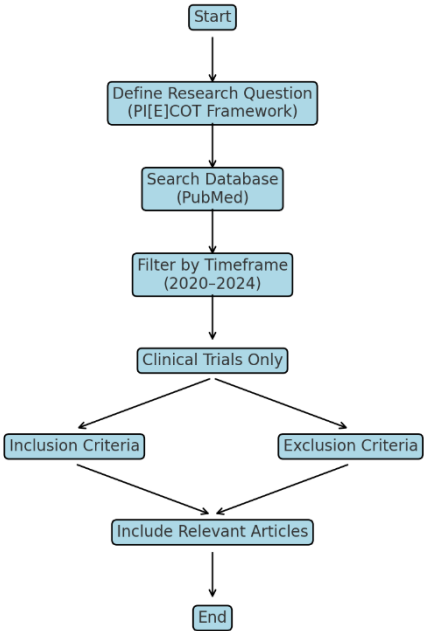 Start
Define Research Question
(PI[E]COT Framework)
Search Database
(PubMed)
Filter by Timeframe
(2020–2024)
Clinical Trials Only
Inclusion Criteria
Exclusion Criteria
Include Relevant Articles
End